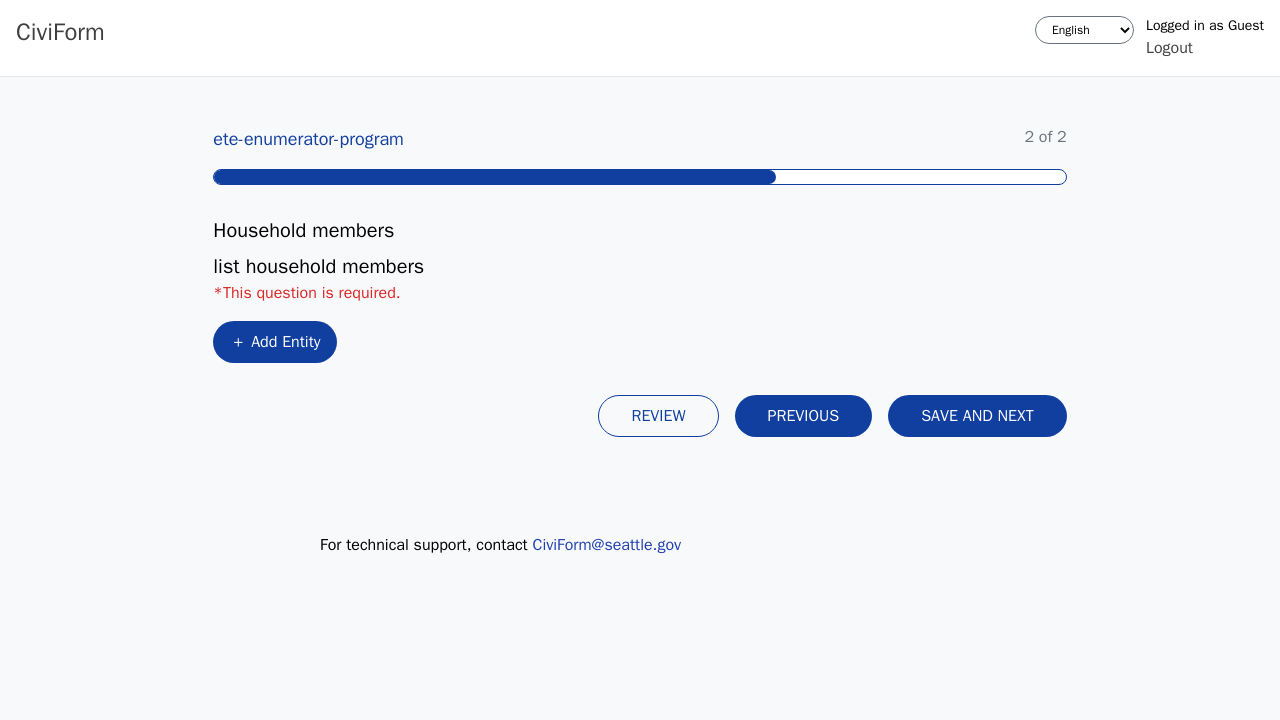 CiviForm
English
Logged in as Guest
Logout
ete-enumerator-program
2 of 2
Household members
list household members
*This question is required.
+ Add Entity
REVIEW
PREVIOUS
SAVE AND NEXT
For technical support, contact CiviForm@seattle.gov